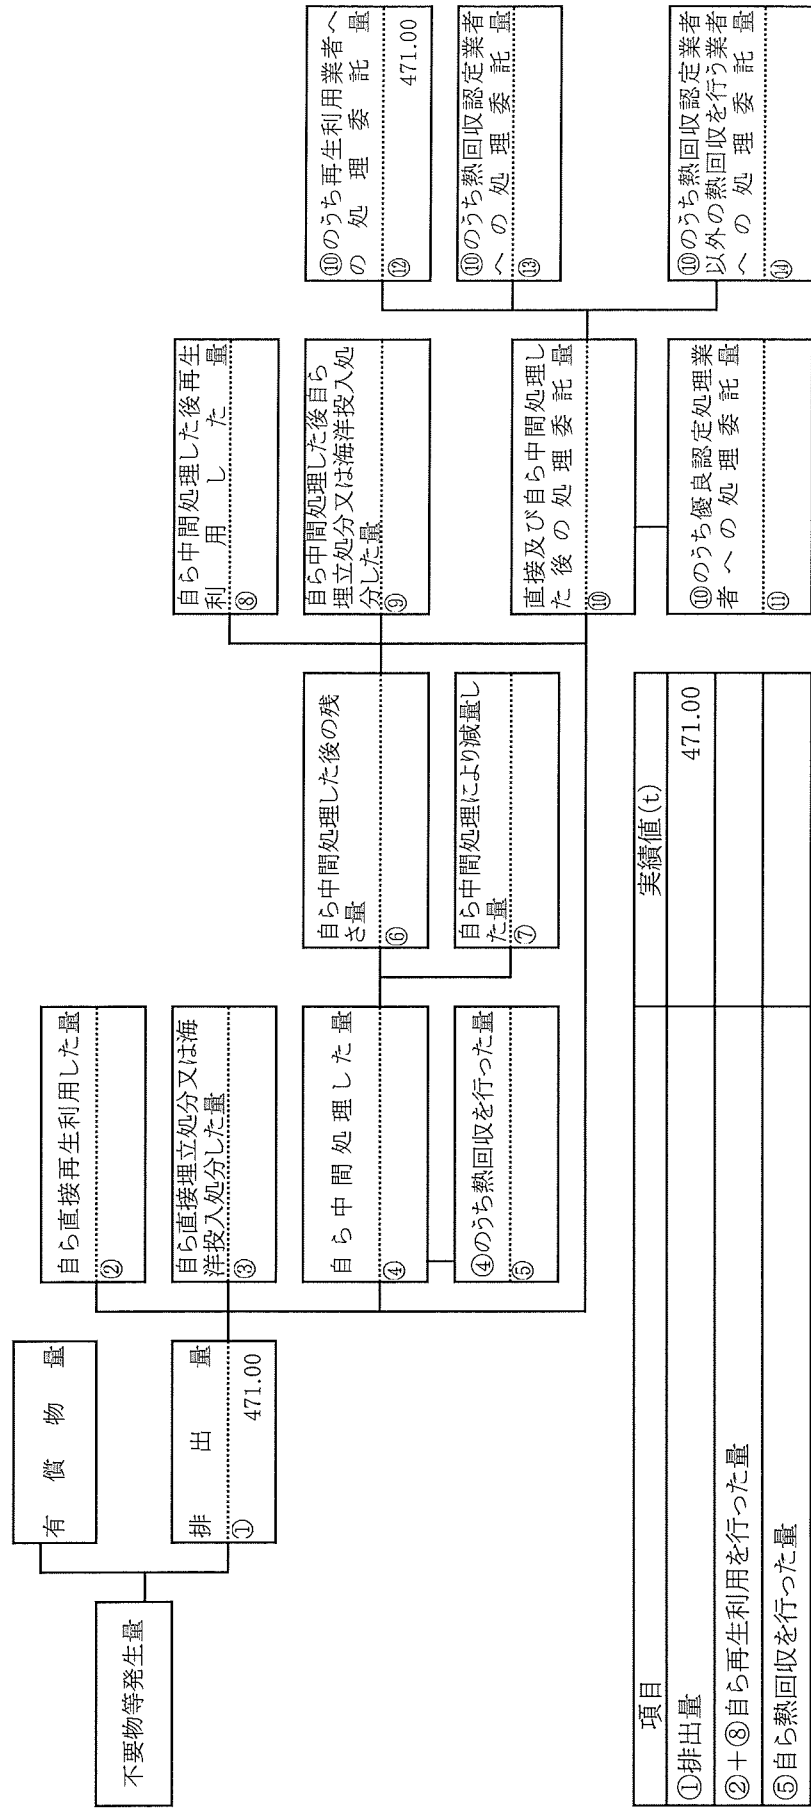 不要物等発生量
有償物量
排出量
①
471.00
自ら直接再生利用した量
②
自ら直接埋立処分又は海
洋投入処分した量
③
自ら中間処理した量
④
④のうち熱回収を行った量
⑤
自ら中間処理した後の残
さ量
⑥
自ら中間処理により減量し
た量
⑦
自ら中間処理した後再生
利用した量
⑧
自ら中間処理した後自ら
埋立処分又は海洋投入処
分した量
⑨
直接及び自ら中間処理し
た後の処理委託量
⑩
⑩のうち優良認定処理業
者への処理委託量
⑪
⑩のうち再生利用業者へ
の処理委託量
⑫
471.00
⑩のうち熱回収認定業者
への処理委託量
⑬
⑩のうち熱回収認定業者
以外の熱回収を行う業者
への処理委託量
⑭
項目
実績値(t)
①排出量
471.00
②+⑧自ら再生利用を行った量
⑤自ら熱回収を行った量